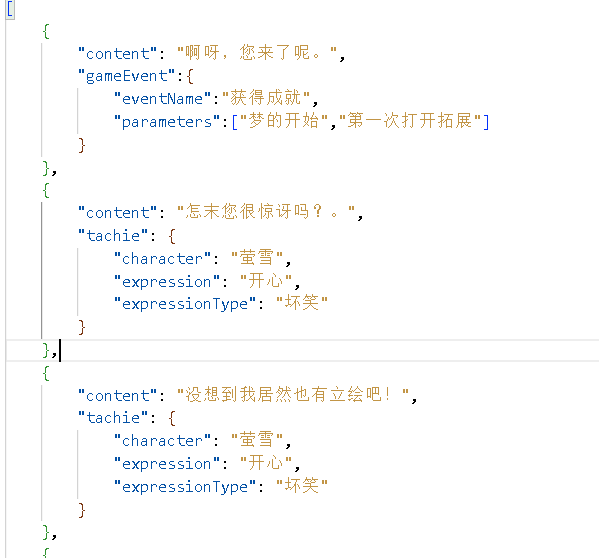 [
{
"content": "啊呀，您来了呢。",
"gameEvent":{
"eventName":"获得成就",
"parameters":["梦的开始","第一次打开拓展"]
}
},
{
"content": "怎末您很惊讶吗？。",
"tachie": {
"character": "萤雪",
"expression": "开心",
"expressionType": "坏笑"
}
},
{
"content": "没想到我居然也有立绘吧！",
"tachie": {
"character": "萤雪",
"expression": "开心",
"expressionType": "坏笑"
}
},
{